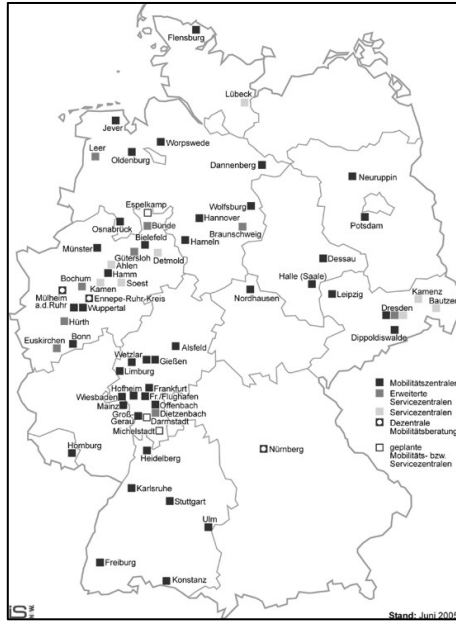 Flensburg
Lübeck
Jever
Worpswede
Leer
Oldenburg
Dannenberg
Neuruppin
Espelkamp
Wolfsburg
Hannover
Osnabrück
Bünde
Bielefeld
Braunschweig
Potsdam
Münster
Hameln
Gütersloh
Detmold
Ahlen
Dessau
Bochum
Hamm
Soest
Kamen
Halle (Saale)
Mülheim
a.d.Ruhr
Ennepe-Ruhr-Kreis
Nordhausen
Leipzig
Kamenz
Wuppertal
Dresden
Bautzen
Hürth
Euskirchen
Bonn
Dippoldiswalde
Alsfeld
Wetzlar
Gießen
Limburg
Hofheim
Frankfurt
Wiesbaden
Fr./Flughafen
Mainz
Offenbach
Dietzenbach
Groß-
Gerau
Darmstadt
Michelstadt
Homburg
Heidelberg
Nürnberg
Karlsruhe
Stuttgart
Ulm
Freiburg
Konstanz
Mobilitätszentralen
Erweiterte
Servicezentralen
Servicezentralen
Dezentrale
Mobilitätsberatung
geplante
Mobilitäts- bzw.
Servicezentralen
Stand: Juni 2005